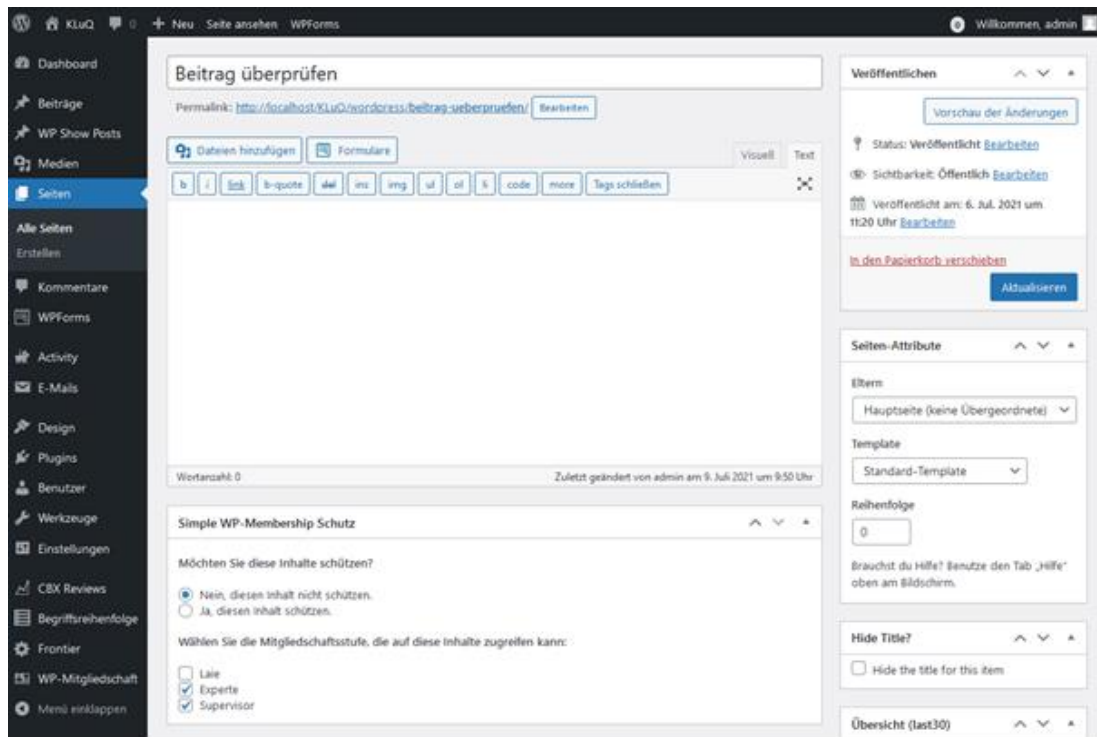 KLuQ 0 + Neu Seite ansehen WPForms 0 Willkommen, admin
Dashboard
Beiträge
WP Show Posts
Medien
Seiten
Alle Seiten
Erstellen
Kommentare
WPForms
Activity
E-Mails
Design
Plugins
Benutzer
Werkzeuge
Einstellungen
CBX Reviews
Begriffsreihenfolge
Frontier
WP-Mitgliedschaft
Menü einklappen
Beitrag überprüfen
Permalink: http://localhost/KLuQ/wordpress/beitrag-ueberpruefen/ Bearbeiten
Dateien hinzufügen Formulare
Visuell Text
b i link b-quote del ins img ul ol li code more Tags schließen
Wortanzahl: 0 Zuletzt geändert von admin am 9. Juli 2021 um 9:50 Uhr
Simple WP-Membership Schutz
Möchten Sie diese Inhalte schützen?
Nein, diesen Inhalt nicht schützen.
Ja, diesen Inhalt schützen.
Wählen Sie die Mitgliedschaftsstufe, die auf diese Inhalte zugreifen kann:
Laie
Experte
Supervisor
Veröffentlichen
Vorschau der Änderungen
Status: Veröffentlicht Bearbeiten
Sichtbarkeit: Öffentlich Bearbeiten
Veröffentlicht am: 6. Jul. 2021 um
11:20 Uhr Bearbeiten
In den Papierkorb verschieben
Aktualisieren
Seiten-Attribute
Eltern
Hauptseite (keine Übergeordnete)
Template
Standard-Template
Reihenfolge
0
Brauchst du Hilfe? Benutze den Tab „Hilfe“
oben am Bildschirm.
Hide Title?
Hide the title for this item
Übersicht (last30)